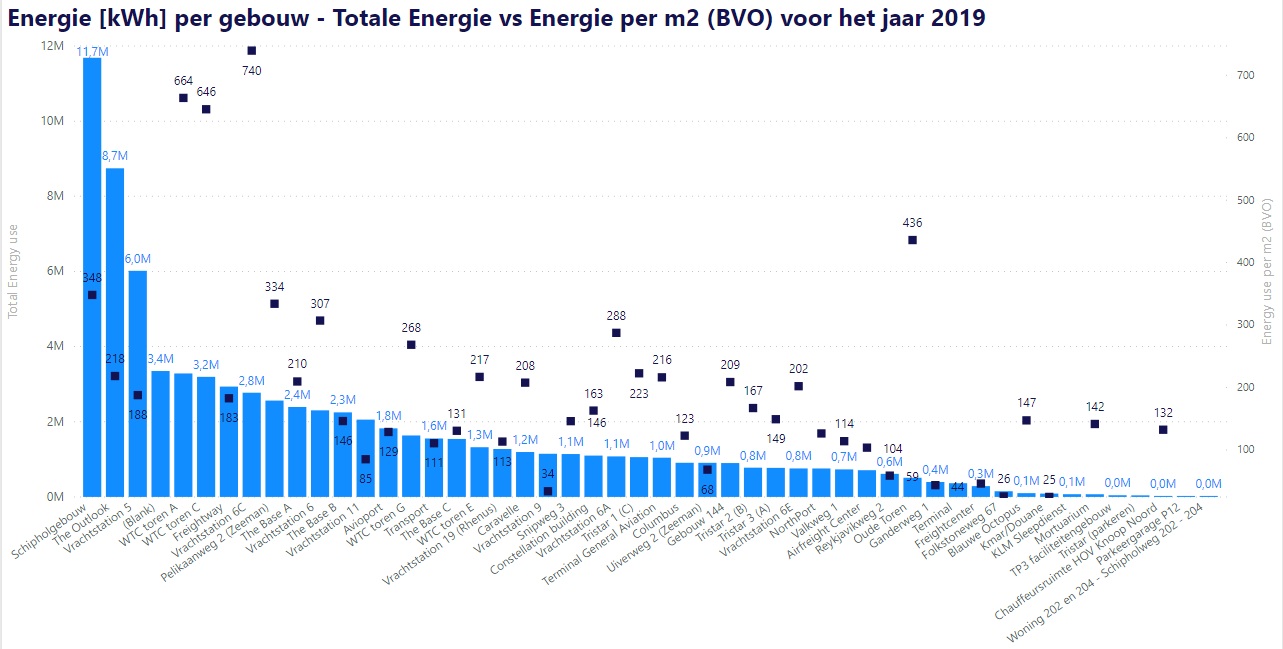 Energie [kWh] per gebouw - Totale Energie vs Energie per m2 (BVO) voor het jaar 2019
Total Energy use
12M
10M
8M
6M
4M
2M
0M
11,7M
8,7M
6,0M
3,4M
3,2M
2,8M
2,4M
2,3M
1,8M
1,6M
1,3M
1,2M
1,1M
1,1M
1,0M
0,9M
0,8M
0,8M
0,7M
0,6M
0,4M
0,3M
0,1M
0,1M
0,0M
0,0M
0,0M
348
218
188
664
646
183
740
334
210
307
146
85
129
268
111
131
217
113
208
34
163
146
288
223
216
123
68
209
167
149
202
114
104
59
436
44
26
147
25
142
132
700
600
500
400
300
200
100
Energy use per m2 (BVO)
Schipholgebouw
The Outlook
Vrachtstation 5
(Blank)
WTC toren A
WTC toren C
Freightway
Vrachtstation 6C
Pelikaanweg 2 (Zeeman)
The Base A
Vrachtstation 6
The Base B
Vrachtstation 11
Avioport
WTC toren G
Transport
The Base C
WTC toren E
Vrachtstation 19 (Rhenus)
Caravelle
Vrachtstation 9
Snipweg 3
Constellation building
Vrachtstation 6A
Tristar 1 (C)
Terminal General Aviation
Columbus
Uiverweg 2 (Zeeman)
Gebouw 144
Tristar 2 (B)
Tristar 3 (A)
Vrachtstation 6E
NorthPort
Valkweg 1
Airfreight Center
Reykjavikweg 2
Oude Toren
Ganderweg 1
Terminal
Freightcenter
Folkstoneweg 67
Blauwe Octopus
Kmar/Douane
KLM Sleepdienst
Mortuarium
TP3 faciliteitengebouw
Tristar (parkeren)
Chauffeursruimte HOV Knoop Noord
Parkeergarage P12
Woning 202 en 204 - Schipholweg 202 - 204